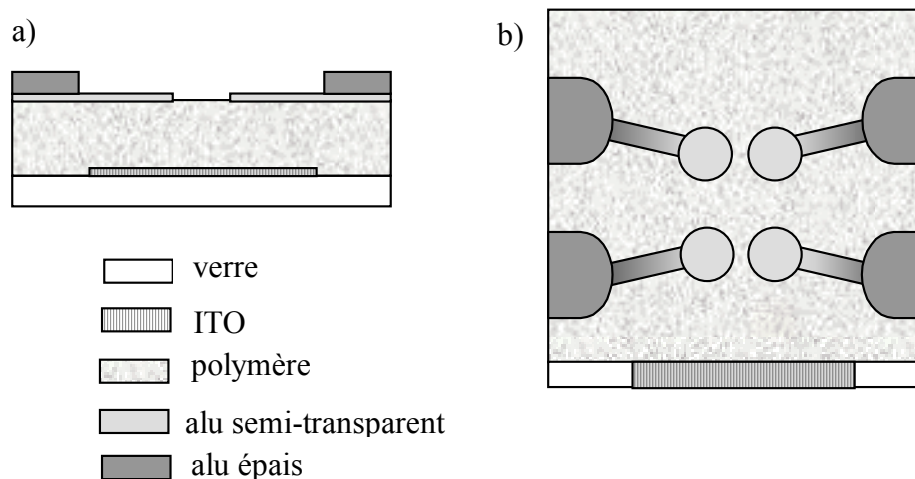 a)
b)
verre
ITO
polymère
alu semi-transparent
alu épais